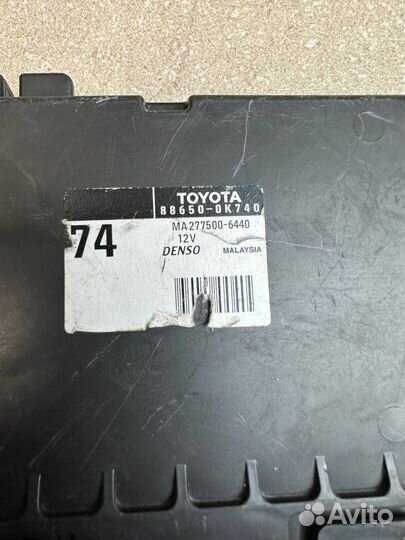 TOYOTA
88650-0K740
74
MA277500-6440
12V
DENSO MALAYSIA
Avito